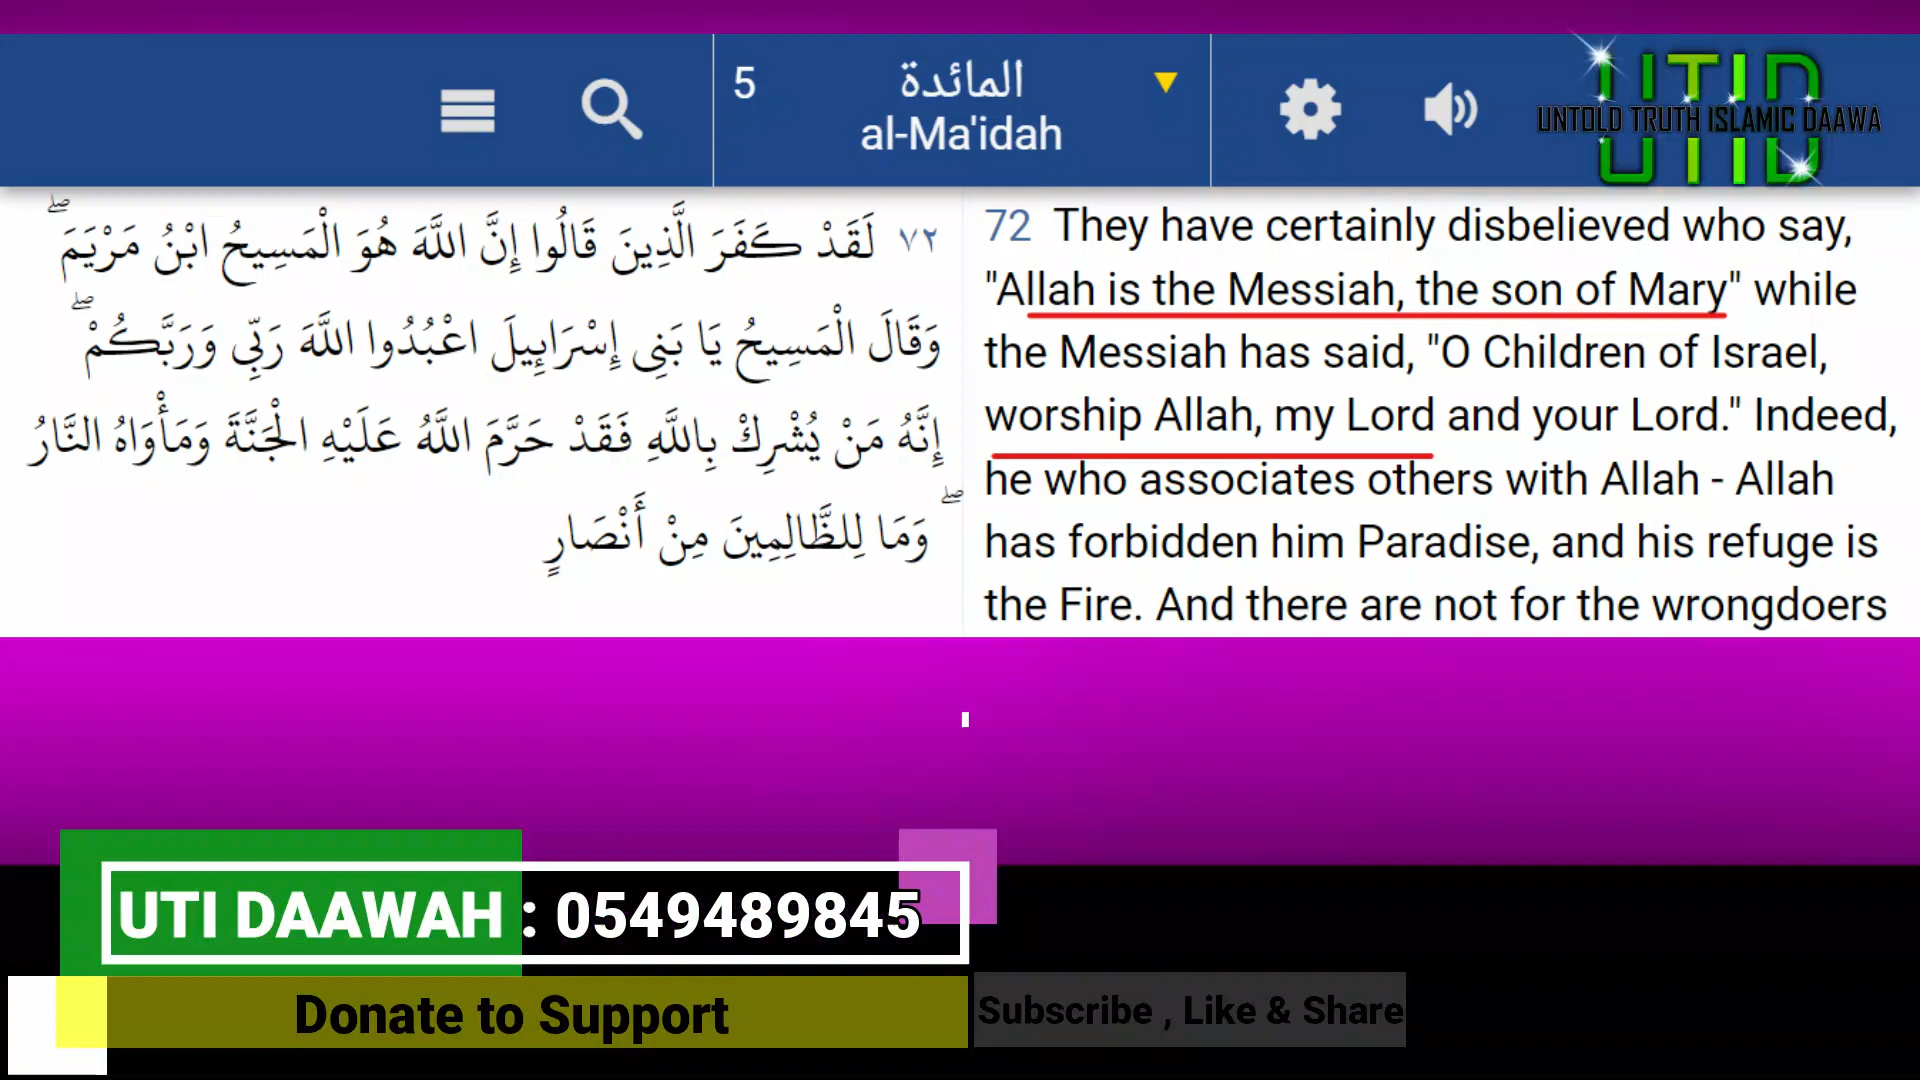 5
المائدة
al-Ma'idah
UTID
UNTOLD TRUTH ISLAMIC DAAWA
٧٢ لَقَدْ كَفَرَ الَّذِينَ قَالُوا إِنَّ اللَّهَ هُوَ الْمَسِيحُ ابْنُ مَرْيَمَ ۖ
وَقَالَ الْمَسِيحُ يَا بَنِي إِسْرَائِيلَ اعْبُدُوا اللَّهَ رَبِّي وَرَبَّكُمْ ۖ
إِنَّهُ مَنْ يُشْرِكْ بِاللَّهِ فَقَدْ حَرَّمَ اللَّهُ عَلَيْهِ الْجَنَّةَ وَمَأْوَاهُ النَّارُ ۖ
وَمَا لِلظَّالِمِينَ مِنْ أَنْصَارٍ
72 They have certainly disbelieved who say,
"Allah is the Messiah, the son of Mary" while
the Messiah has said, "O Children of Israel,
worship Allah, my Lord and your Lord." Indeed,
he who associates others with Allah - Allah
has forbidden him Paradise, and his refuge is
the Fire. And there are not for the wrongdoers
UTI DAAWAH : 0549489845
Donate to Support
Subscribe , Like & Share